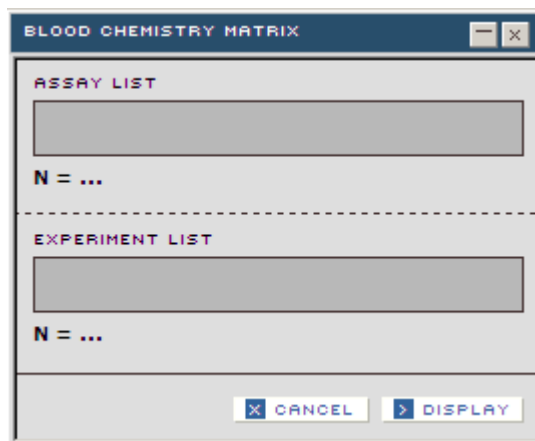 BLOOD CHEMISTRY MATRIX
ASSAY LIST
N = ...
EXPERIMENT LIST
N = ...
CANCEL DISPLAY